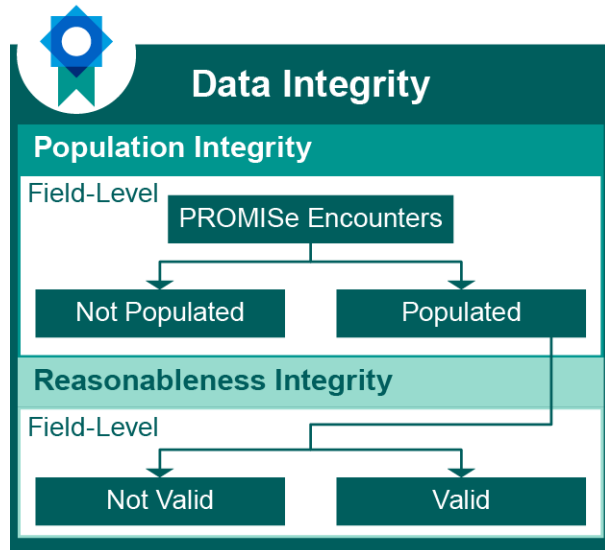 Data Integrity
Population Integrity
Field-Level
PROMISe Encounters
Not Populated
Populated
Reasonableness Integrity
Field-Level
Not Valid
Valid